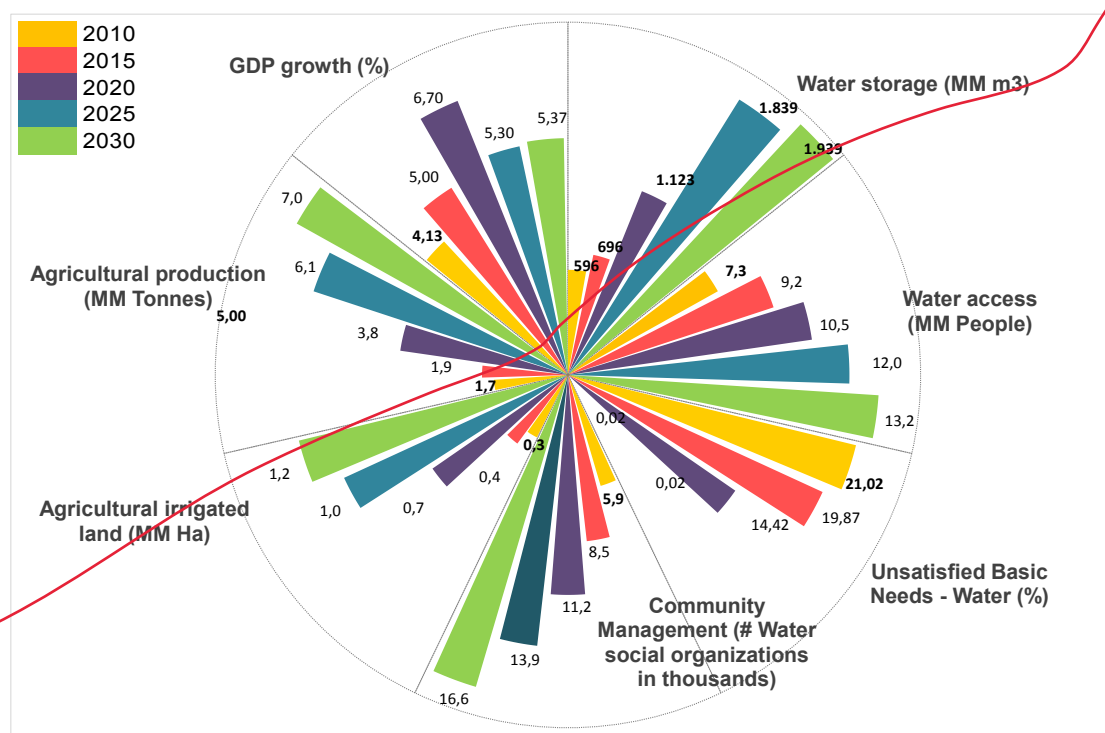 2010
2015
2020
2025
2030
GDP growth (%)
4,13
5,00
6,70
5,30
5,37
Water storage (MM m3)
596
696
1.123
1.839
1.939
Water access
(MM People)
7,3
9,2
10,5
12,0
13,2
Unsatisfied Basic
Needs - Water (%)
21,02
19,87
14,42
0,02
0,02
Community
Management (# Water
social organizations
in thousands)
5,9
8,5
11,2
13,9
16,6
Agricultural irrigated
land (MM Ha)
0,3
0,4
0,7
1,0
1,2
Agricultural production
(MM Tonnes)
5,00
1,7
1,9
3,8
6,1
7,0